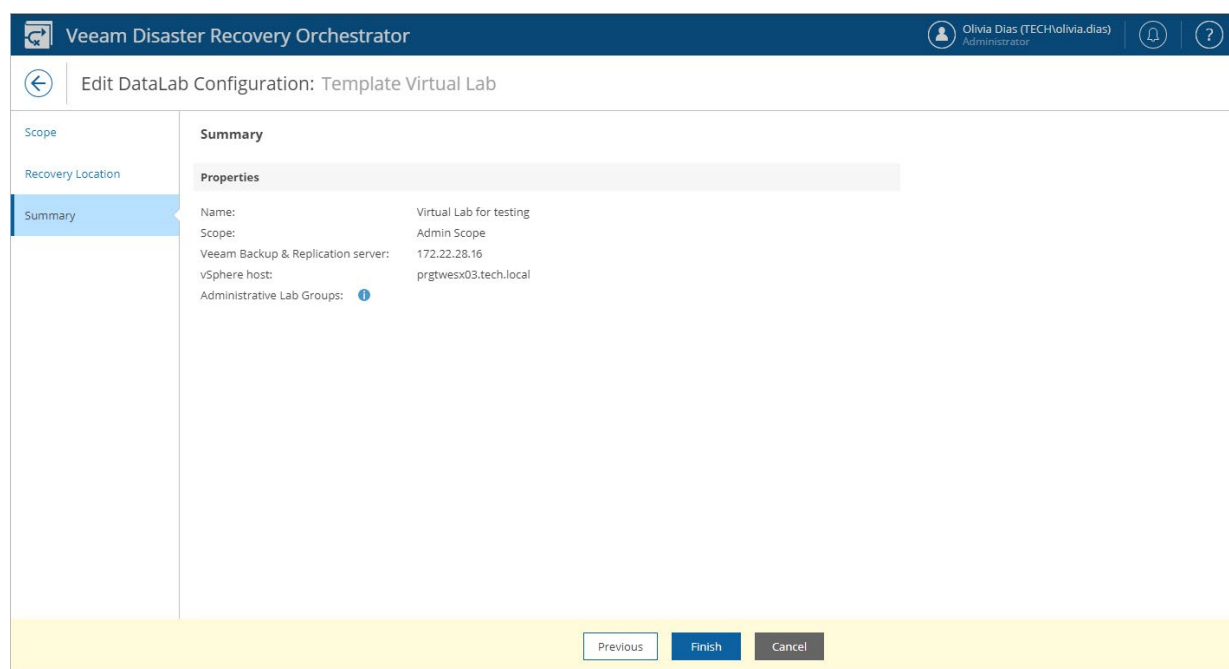 Veeam Disaster Recovery Orchestrator
Olivia Dias (TECH\olivia.dias)
Administrator
?
Edit DataLab Configuration: Template Virtual Lab
Scope
Recovery Location
Summary
Summary
Properties
Name: Virtual Lab for testing
Scope: Admin Scope
Veeam Backup & Replication server: 172.22.28.16
vSphere host: prgtwesx03.tech.local
Administrative Lab Groups: i
Previous Finish Cancel